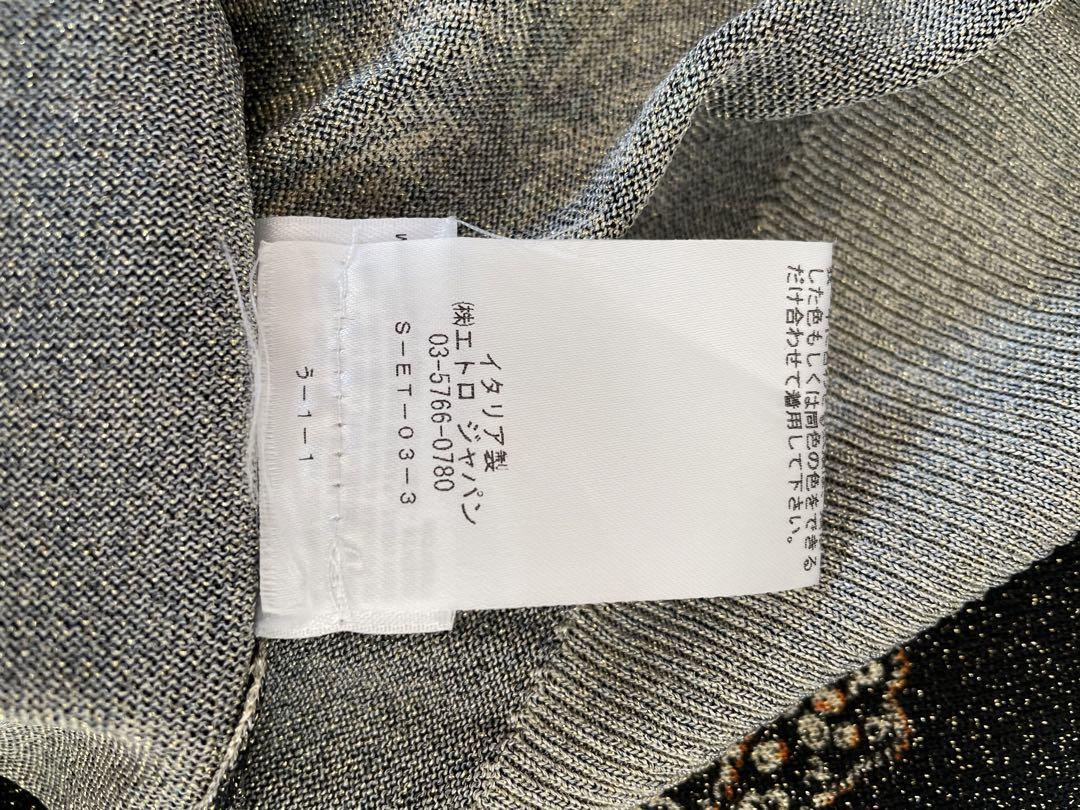 した色もしくは同色の色をできる
だけ合わせて着用して下さい。
イタリア製
(株)エトロ ジャパン
03-5766-0780
S-ET-03-3
う-1-1